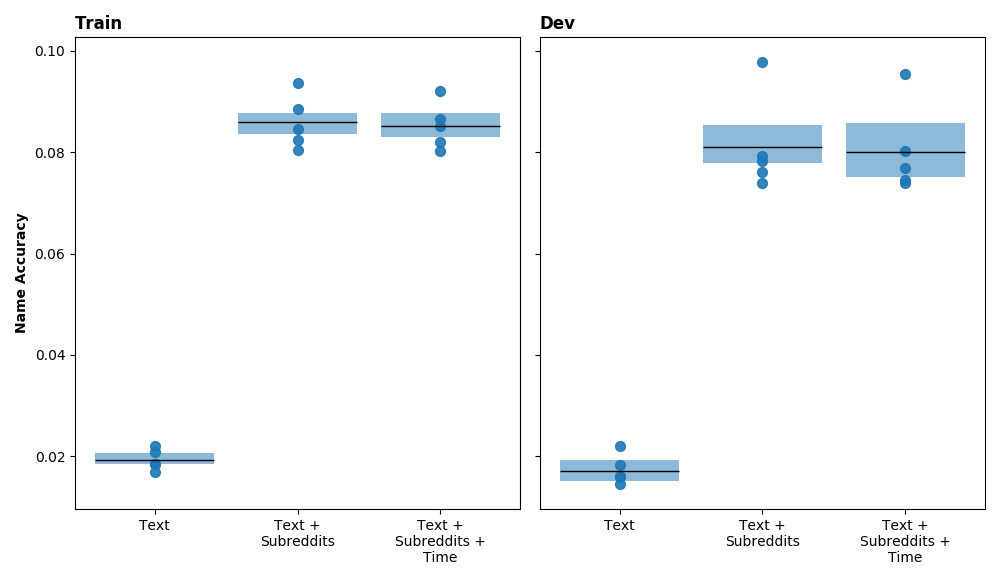 Train
Dev
Name Accuracy
0.10
0.08
0.06
0.04
0.02
Text
Text +
Subreddits
Text +
Subreddits +
Time
Text
Text +
Subreddits
Text +
Subreddits +
Time